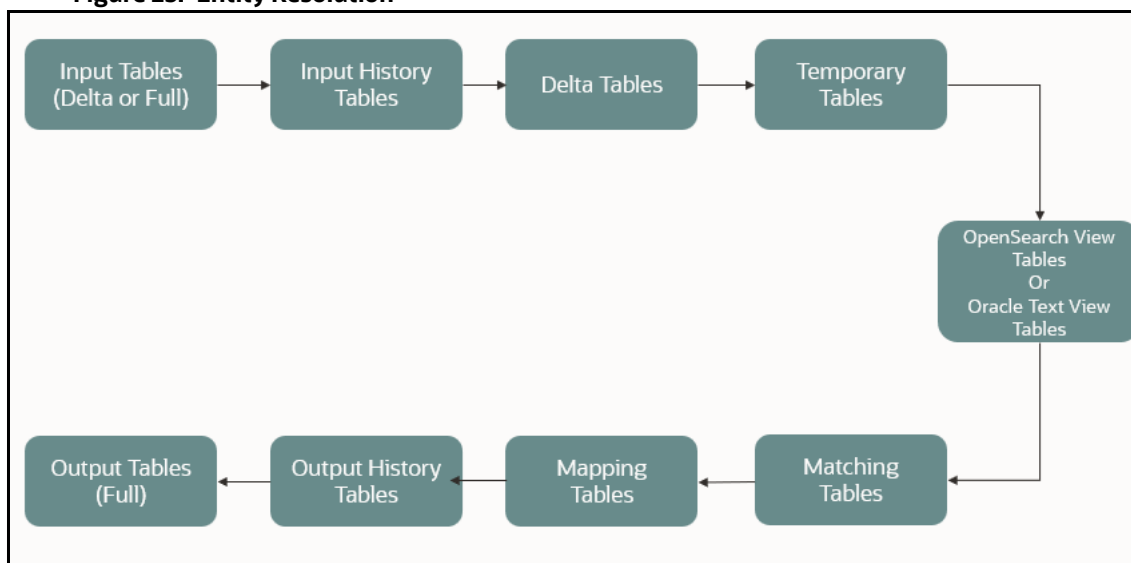 Figure 23: Entity Resolution
Input Tables
(Delta or Full)
Input History
Tables
Delta Tables
Temporary
Tables
OpenSearch View
Tables
Or
Oracle Text View
Tables
Matching
Tables
Mapping
Tables
Output History
Tables
Output Tables
(Full)